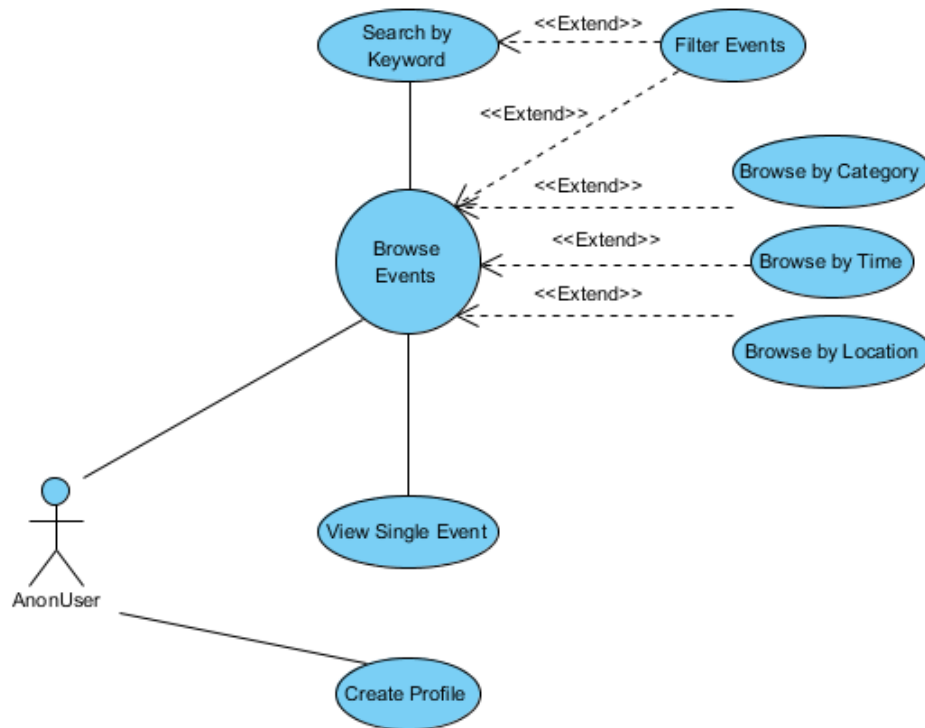 Search by
Keyword
<<Extend>>
Filter Events
<<Extend>>
Browse by Category
<<Extend>>
Browse
Events
<<Extend>>
Browse by Time
<<Extend>>
Browse by Location
View Single Event
AnonUser
Create Profile